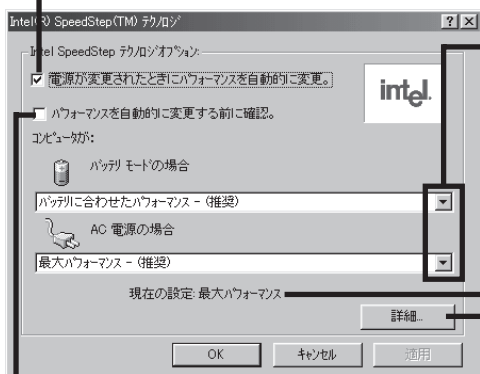 Intel(R) SpeedStep(TM) ﾃｸﾉﾛｼﾞ
Intel SpeedStep ﾃｸﾉﾛｼﾞｵﾌﾟｼｮﾝ:
電源が変更されたときにﾊﾟﾌｫｰﾏﾝｽを自動的に変更。
intel.
ﾊﾟﾌｫｰﾏﾝｽを自動的に変更する前に確認。
ｺﾝﾋﾟｭｰﾀが:
ﾊﾞｯﾃﾘ ﾓｰﾄﾞの場合
ﾊﾞｯﾃﾘに合わせたﾊﾟﾌｫｰﾏﾝｽ - (推奨)
AC 電源の場合
最大ﾊﾟﾌｫｰﾏﾝｽ - (推奨)
現在の設定: 最大ﾊﾟﾌｫｰﾏﾝｽ
詳細...
OK ｷｬﾝｾﾙ 適用